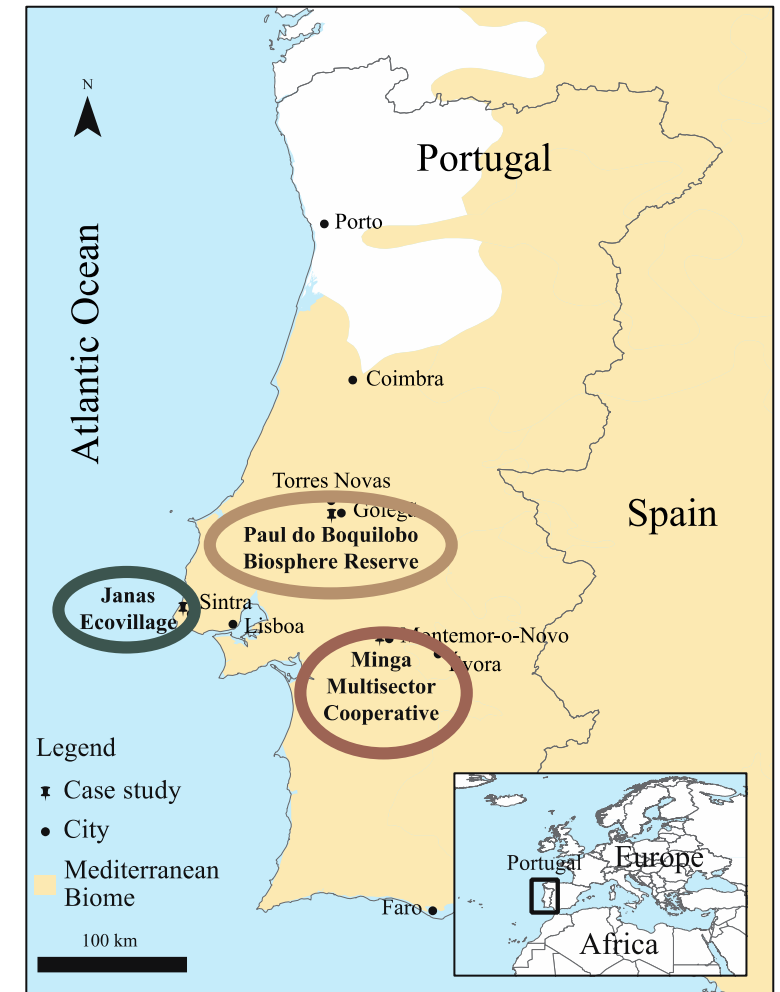 N
Portugal
Porto
Atlantic Ocean
Coimbra
Torres Novas
Golegã
Spain
Paul do Boquilobo
Biosphere Reserve
Janas
Ecovillage
Sintra
Lisboa
Montemor-o-Novo
Évora
Minga
Multisector
Cooperative
Legend
Case study
City
Mediterranean
Biome
100 km
Faro
Portugal
Europe
Africa